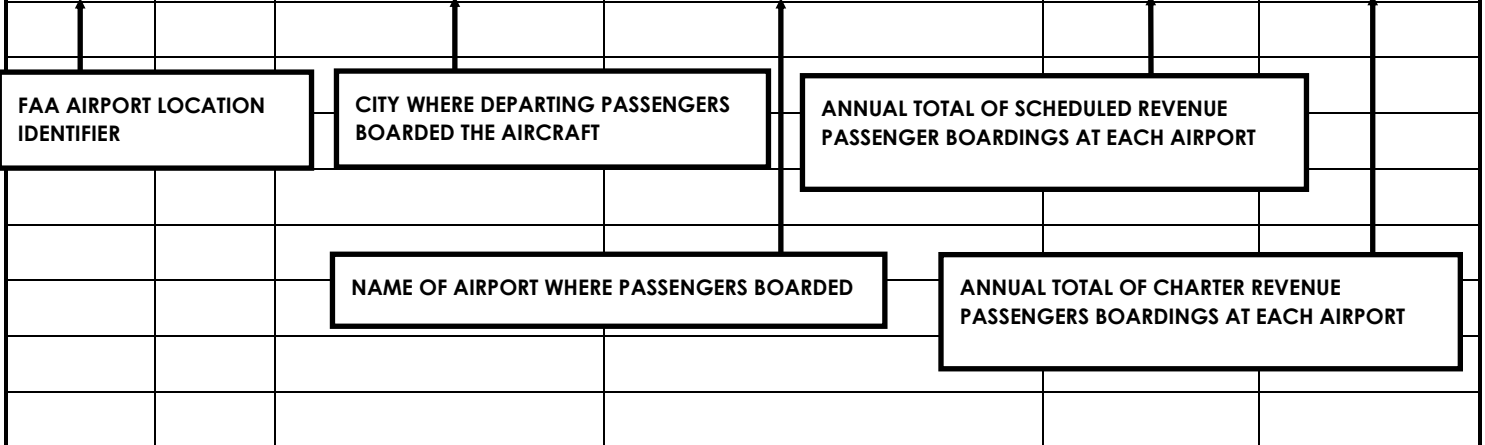 FAA AIRPORT LOCATION
IDENTIFIER
CITY WHERE DEPARTING PASSENGERS
BOARDED THE AIRCRAFT
ANNUAL TOTAL OF SCHEDULED REVENUE
PASSENGER BOARDINGS AT EACH AIRPORT
NAME OF AIRPORT WHERE PASSENGERS BOARDED
ANNUAL TOTAL OF CHARTER REVENUE
PASSENGERS BOARDINGS AT EACH AIRPORT